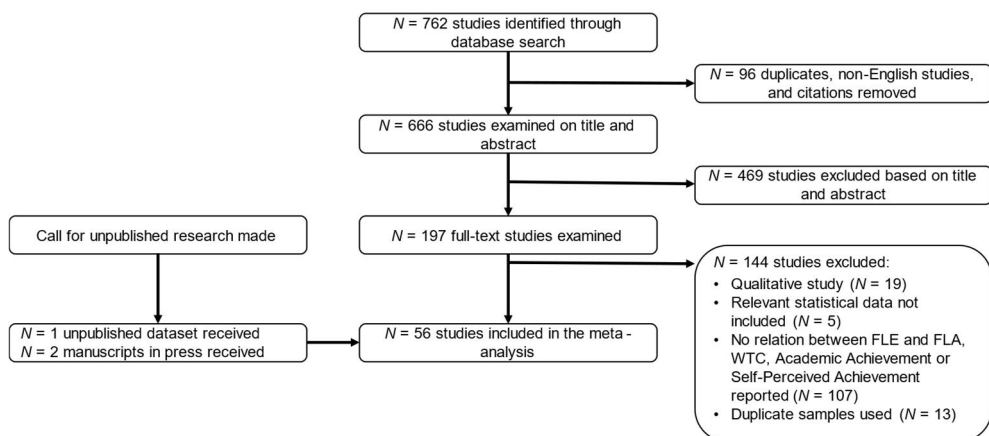 N = 762 studies identified through
database search
N = 96 duplicates, non-English studies,
and citations removed
N = 666 studies examined on title and
abstract
N = 469 studies excluded based on title
and abstract
Call for unpublished research made
N = 197 full-text studies examined
N = 144 studies excluded:
• Qualitative study (N = 19)
• Relevant statistical data not
included (N = 5)
• No relation between FLE and FLA,
WTC, Academic Achievement or
Self-Perceived Achievement
reported (N = 107)
• Duplicate samples used (N = 13)
N = 1 unpublished dataset received
N = 2 manuscripts in press received
N = 56 studies included in the meta-
analysis